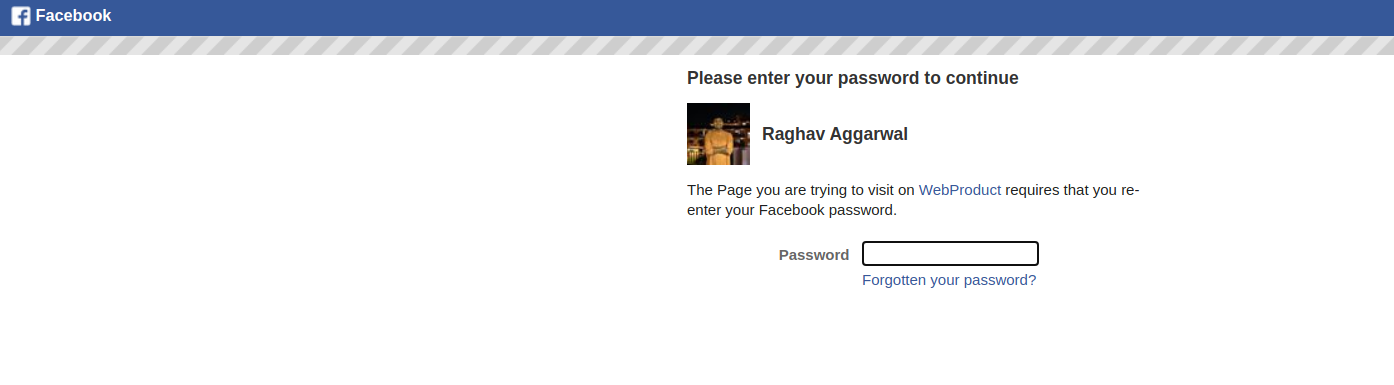 Facebook
Please enter your password to continue
Raghav Aggarwal
The Page you are trying to visit on WebProduct requires that you re-
enter your Facebook password.
Password
Forgotten your password?